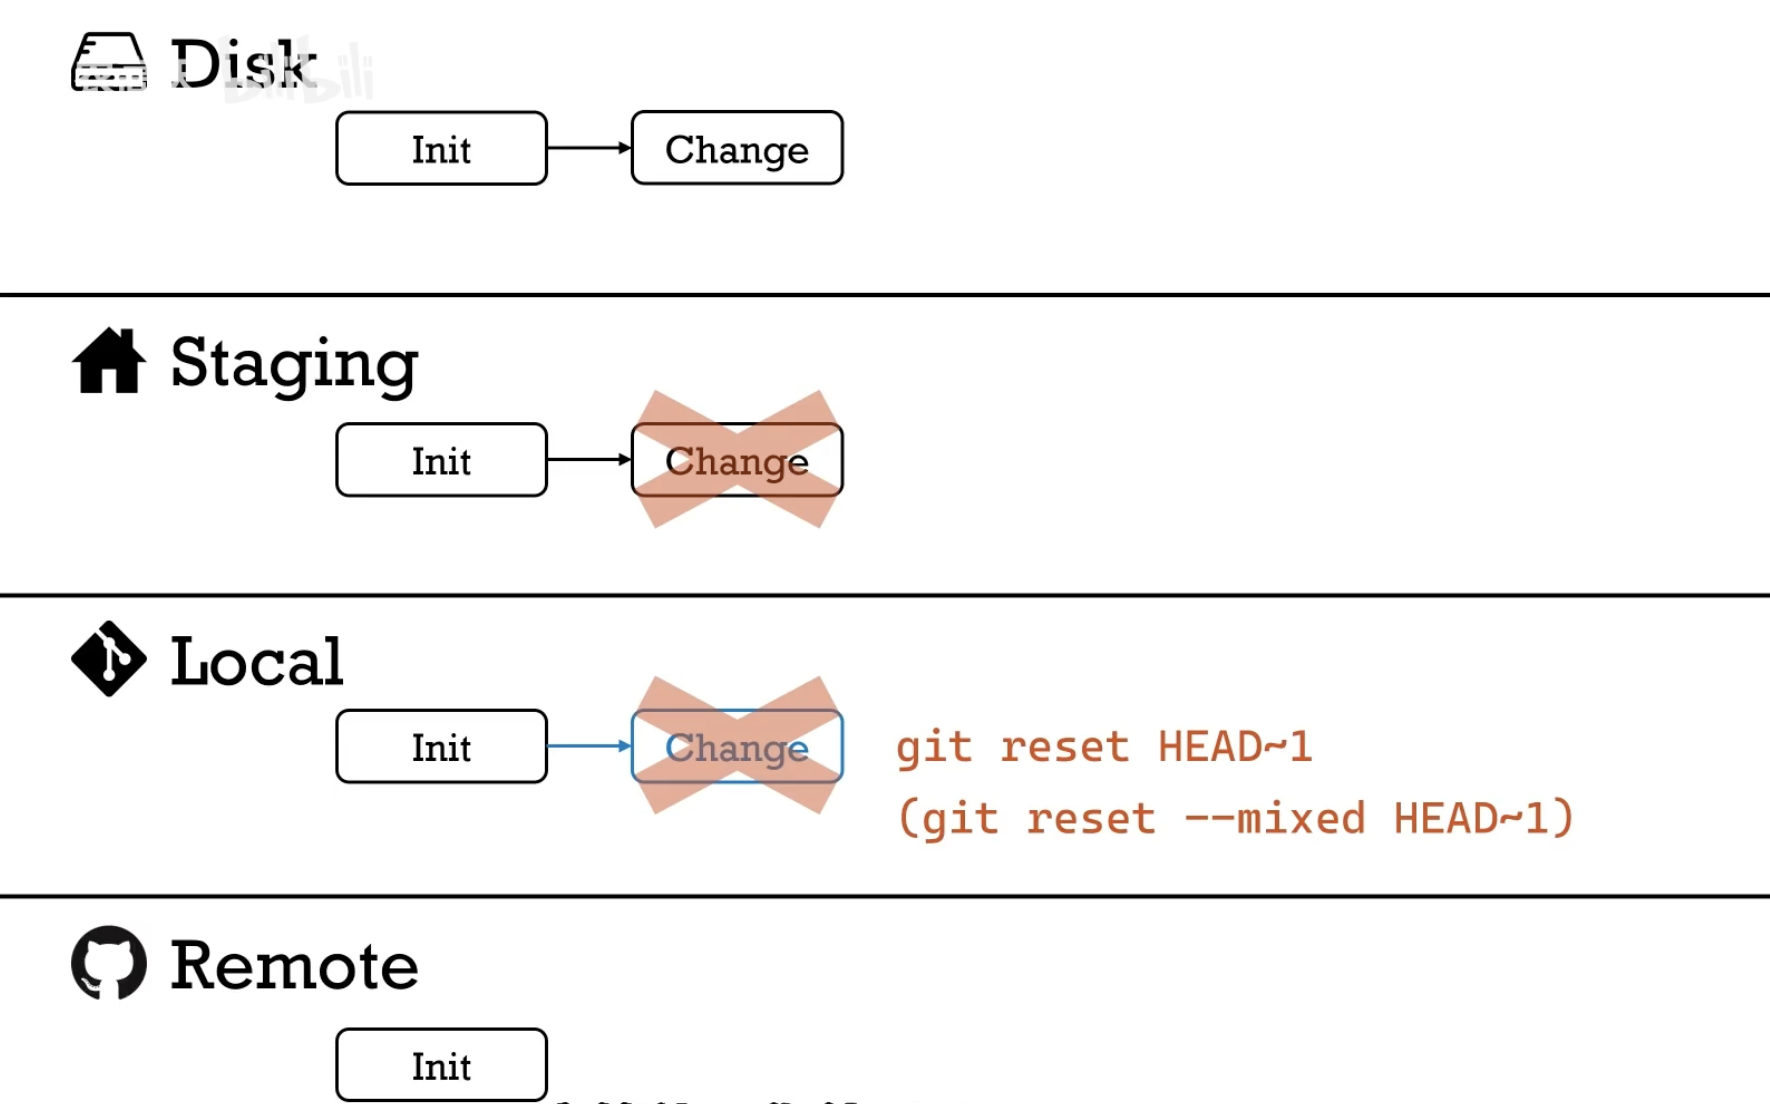 Disk
bilibili
Init
Change
Staging
Init
Change
Local
Init
Change
git reset HEAD~1
(git reset --mixed HEAD~1)
Remote
Init